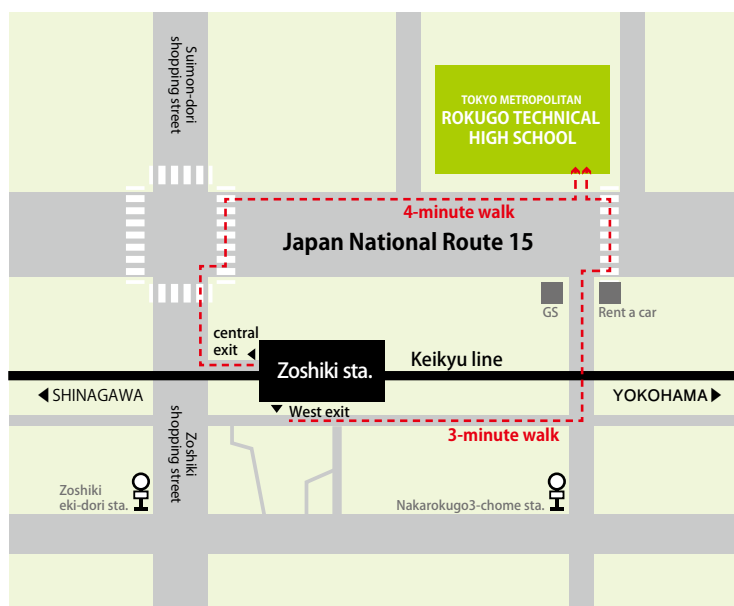 Suimon-dori
shopping street
TOKYO METROPOLITAN
ROKUGO TECHNICAL
HIGH SCHOOL
4-minute walk
Japan National Route 15
GS
Rent a car
central
exit
Zoshiki sta.
Keikyu line
SHINAGAWA
YOKOHAMA
West exit
3-minute walk
Zoshiki
shopping street
Zoshiki
eki-dori sta.
Nakarokugo3-chome sta.